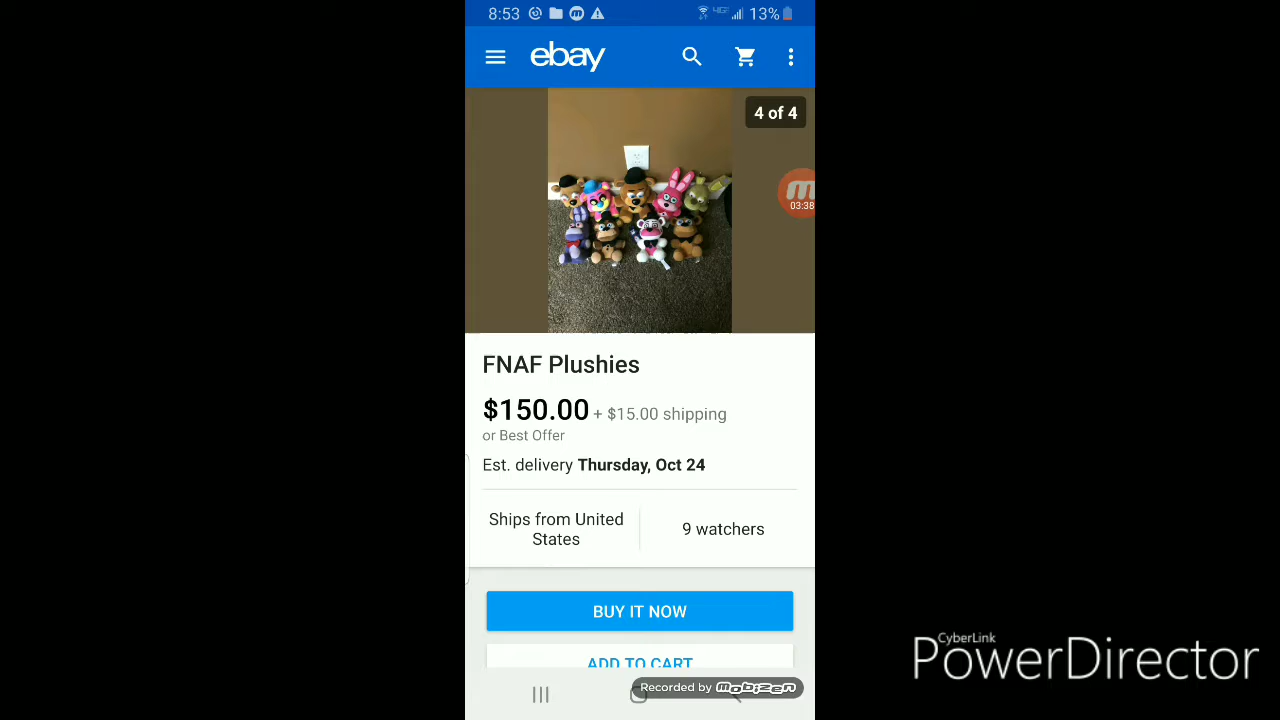 8:53 13%
ebay
4 of 4
03:38
FNAF Plushies
$150.00 + $15.00 shipping
or Best Offer
Est. delivery Thursday, Oct 24
Ships from United
States
9 watchers
BUY IT NOW
ADD TO CART
Recorded by mobizen
CyberLink
PowerDirector